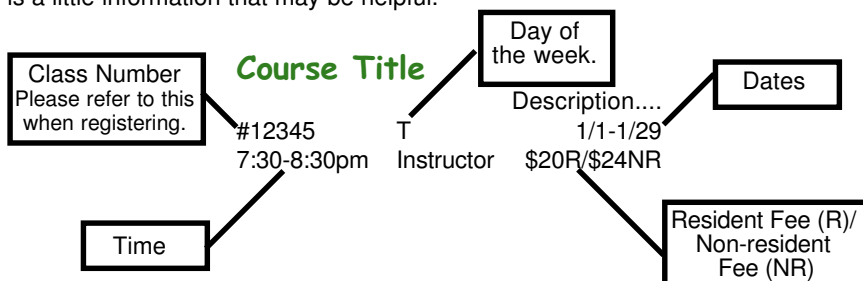 is a little information that may be helpful.
Day of
the week.
Course Title
Class Number
Please refer to this
when registering.
Dates
Description....
#12345 T 1/1-1/29
7:30-8:30pm Instructor $20R/$24NR
Time
Resident Fee (R)/
Non-resident
Fee (NR)